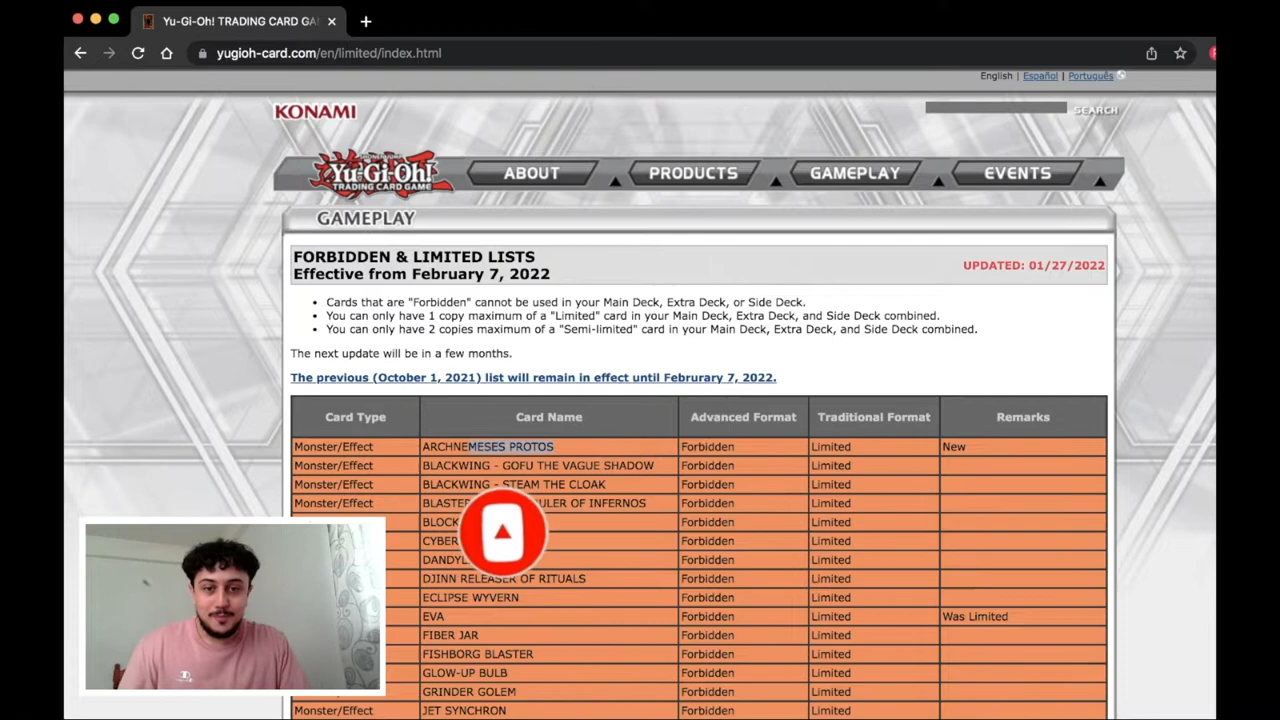 Yu-Gi-Oh! TRADING CARD GA
yugioh-card.com/en/limited/index.html
English | Español | Português
KONAMI
SEARCH
Yu-Gi-Oh!
TRADING CARD GAME
ABOUT
PRODUCTS
GAMEPLAY
EVENTS
GAMEPLAY
FORBIDDEN & LIMITED LISTS
Effective from February 7, 2022
UPDATED: 01/27/2022
• Cards that are "Forbidden" cannot be used in your Main Deck, Extra Deck, or Side Deck.
• You can only have 1 copy maximum of a "Limited" card in your Main Deck, Extra Deck, and Side Deck combined.
• You can only have 2 copies maximum of a "Semi-limited" card in your Main Deck, Extra Deck, and Side Deck combined.
The next update will be in a few months.
The previous (October 1, 2021) list will remain in effect until Februrary 7, 2022.
Card Type Card Name Advanced Format Traditional Format Remarks
Monster/Effect ARCHNEMESES PROTOS Forbidden Limited New
Monster/Effect BLACKWING - GOFU THE VAGUE SHADOW Forbidden Limited
Monster/Effect BLACKWING - STEAM THE CLOAK Forbidden Limited
Monster/Effect BLASTER ULER OF INFERNOS Forbidden Limited
BLOCK Forbidden Limited
CYBER Forbidden Limited
DANDYL Forbidden Limited
DJINN RELEASER OF RITUALS Forbidden Limited
ECLIPSE WYVERN Forbidden Limited
EVA Forbidden Limited Was Limited
FIBER JAR Forbidden Limited
FISHBORG BLASTER Forbidden Limited
GLOW-UP BULB Forbidden Limited
GRINDER GOLEM Forbidden Limited
Monster/Effect JET SYNCHRON Forbidden Limited